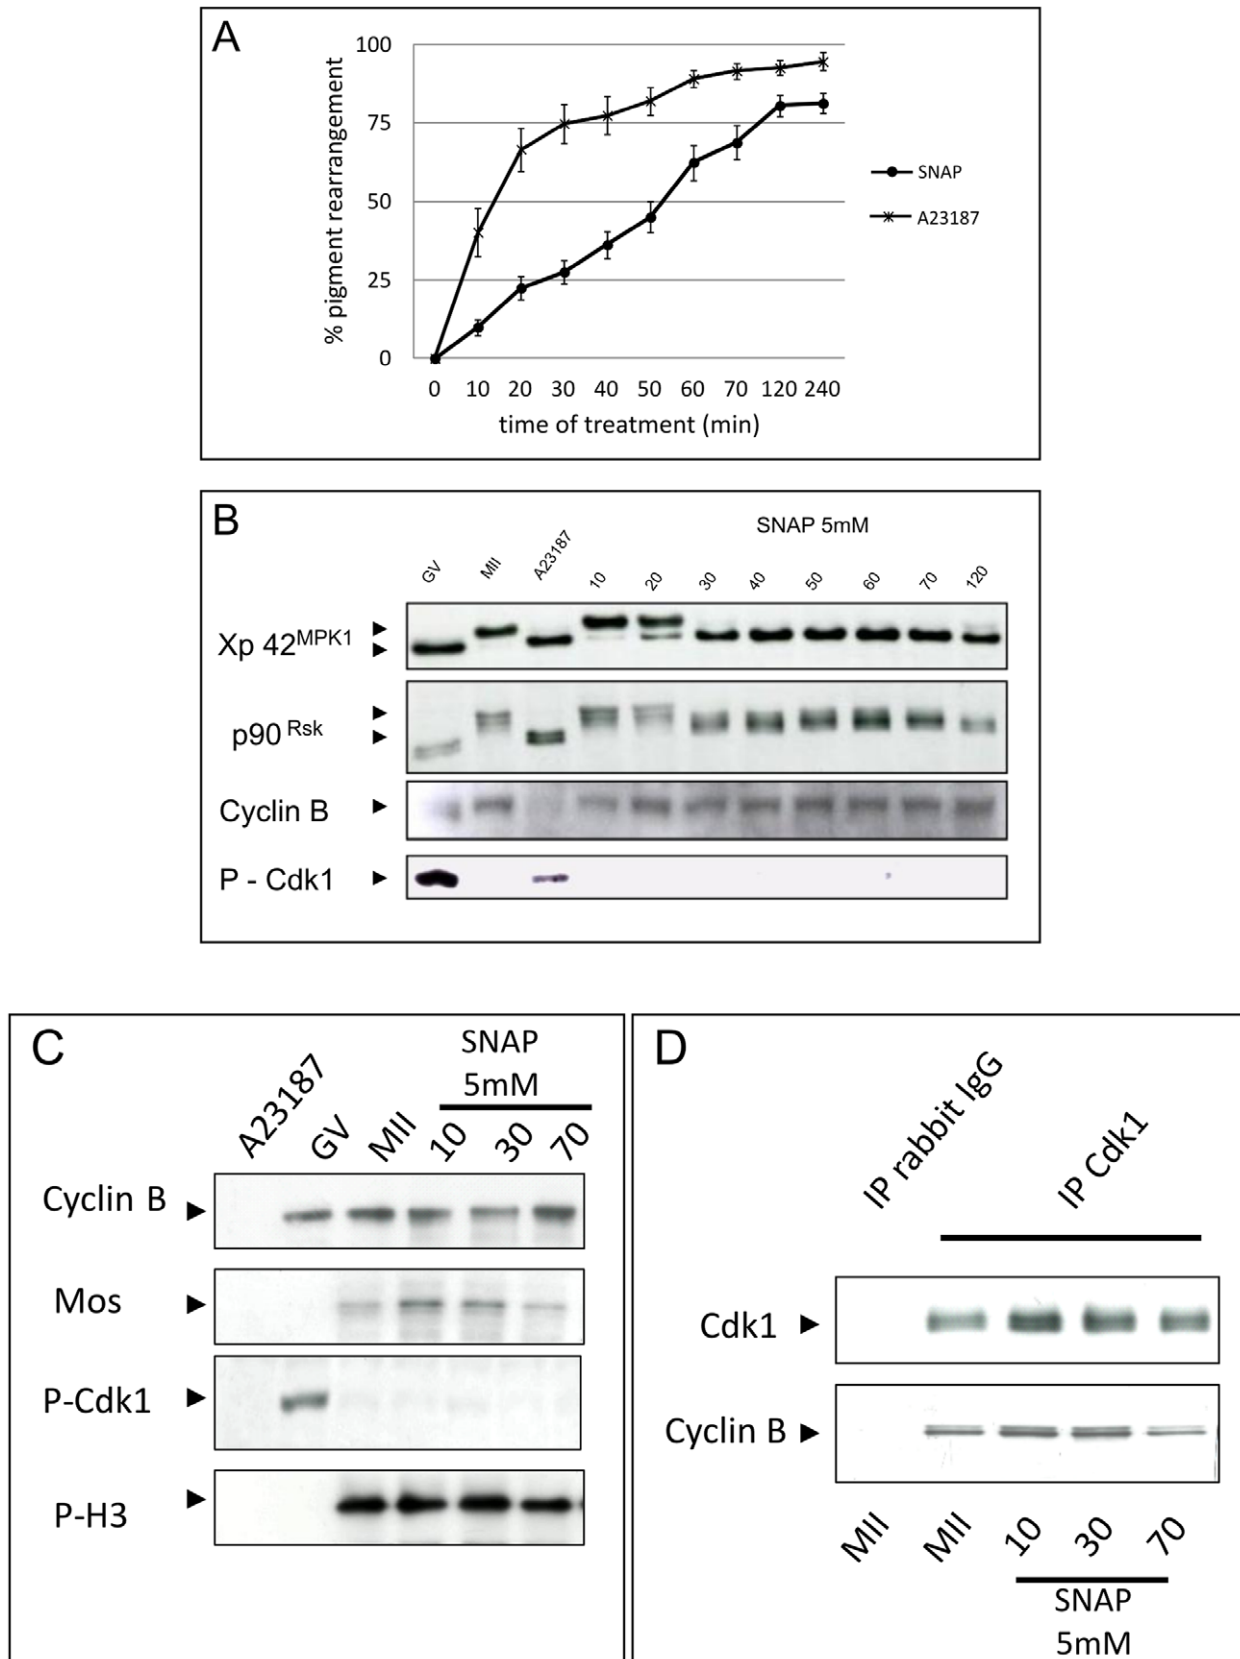 A
100
75
50
25
0
% pigment rearrangement
0 10 20 30 40 50 60 70 120 240
time of treatment (min)
SNAP
A23187
B
SNAP 5mM
GV MII A23187 10 20 30 40 50 60 70 120
Xp 42MPK1
p90 Rsk
Cyclin B
P - Cdk1
C
SNAP
5mM
A23187 GV MII 10 30 70
Cyclin B
Mos
P-Cdk1
P-H3
D
IP rabbit IgG IP Cdk1
Cdk1
Cyclin B
MII MII 10 30 70
SNAP
5mM